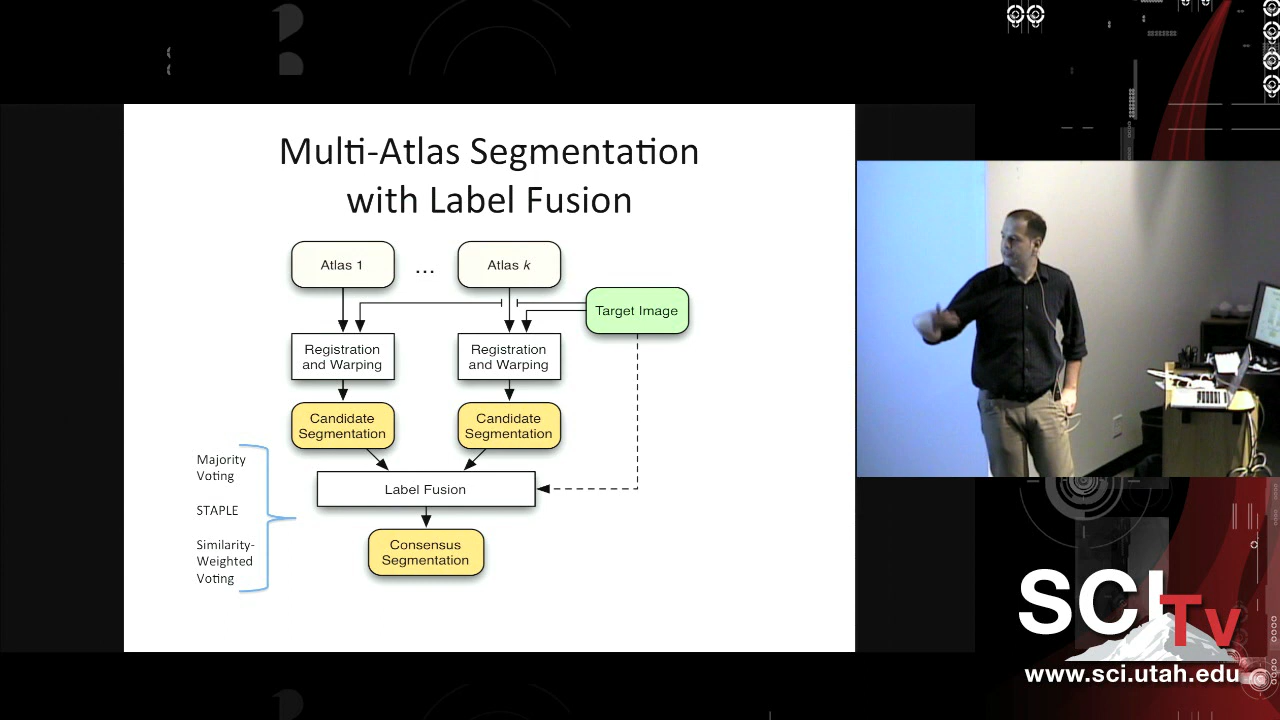 Multi-Atlas Segmentation
with Label Fusion
Atlas 1
...
Atlas k
Target Image
Registration
and Warping
Registration
and Warping
Candidate
Segmentation
Candidate
Segmentation
Majority
Voting
STAPLE
Similarity-
Weighted
Voting
Label Fusion
Consensus
Segmentation
SCI
Tv
www.sci.utah.edu